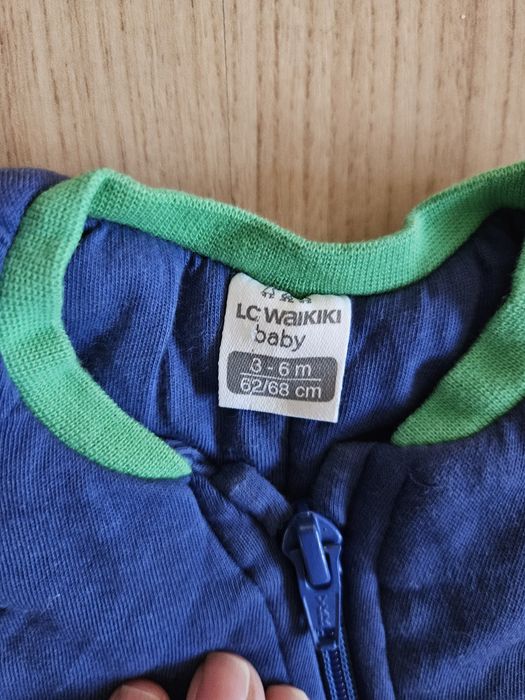 LC WAIKIKI
baby
3 - 6 m
62/68 cm